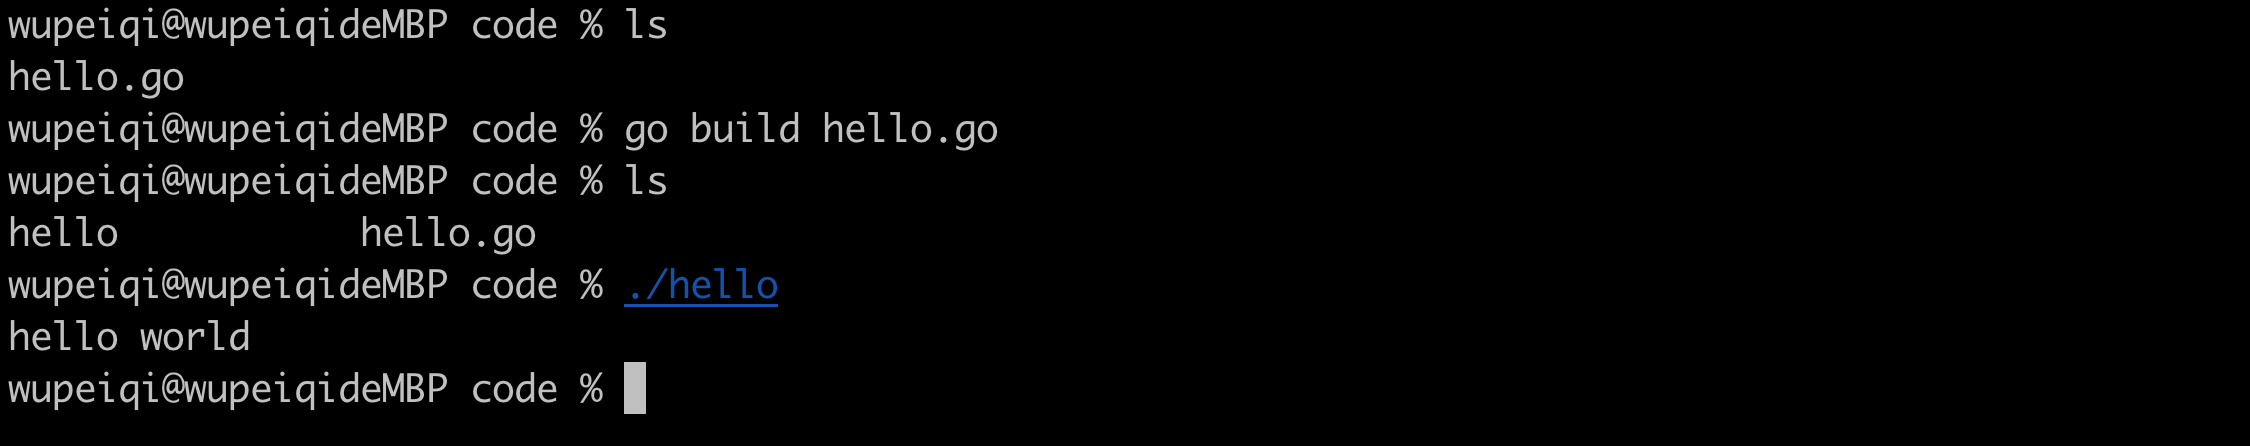 wupeiqi@wupeiqideMBP code % ls
hello.go
wupeiqi@wupeiqideMBP code % go build hello.go
wupeiqi@wupeiqideMBP code % ls
hello           hello.go
wupeiqi@wupeiqideMBP code % ./hello
hello world
wupeiqi@wupeiqideMBP code %